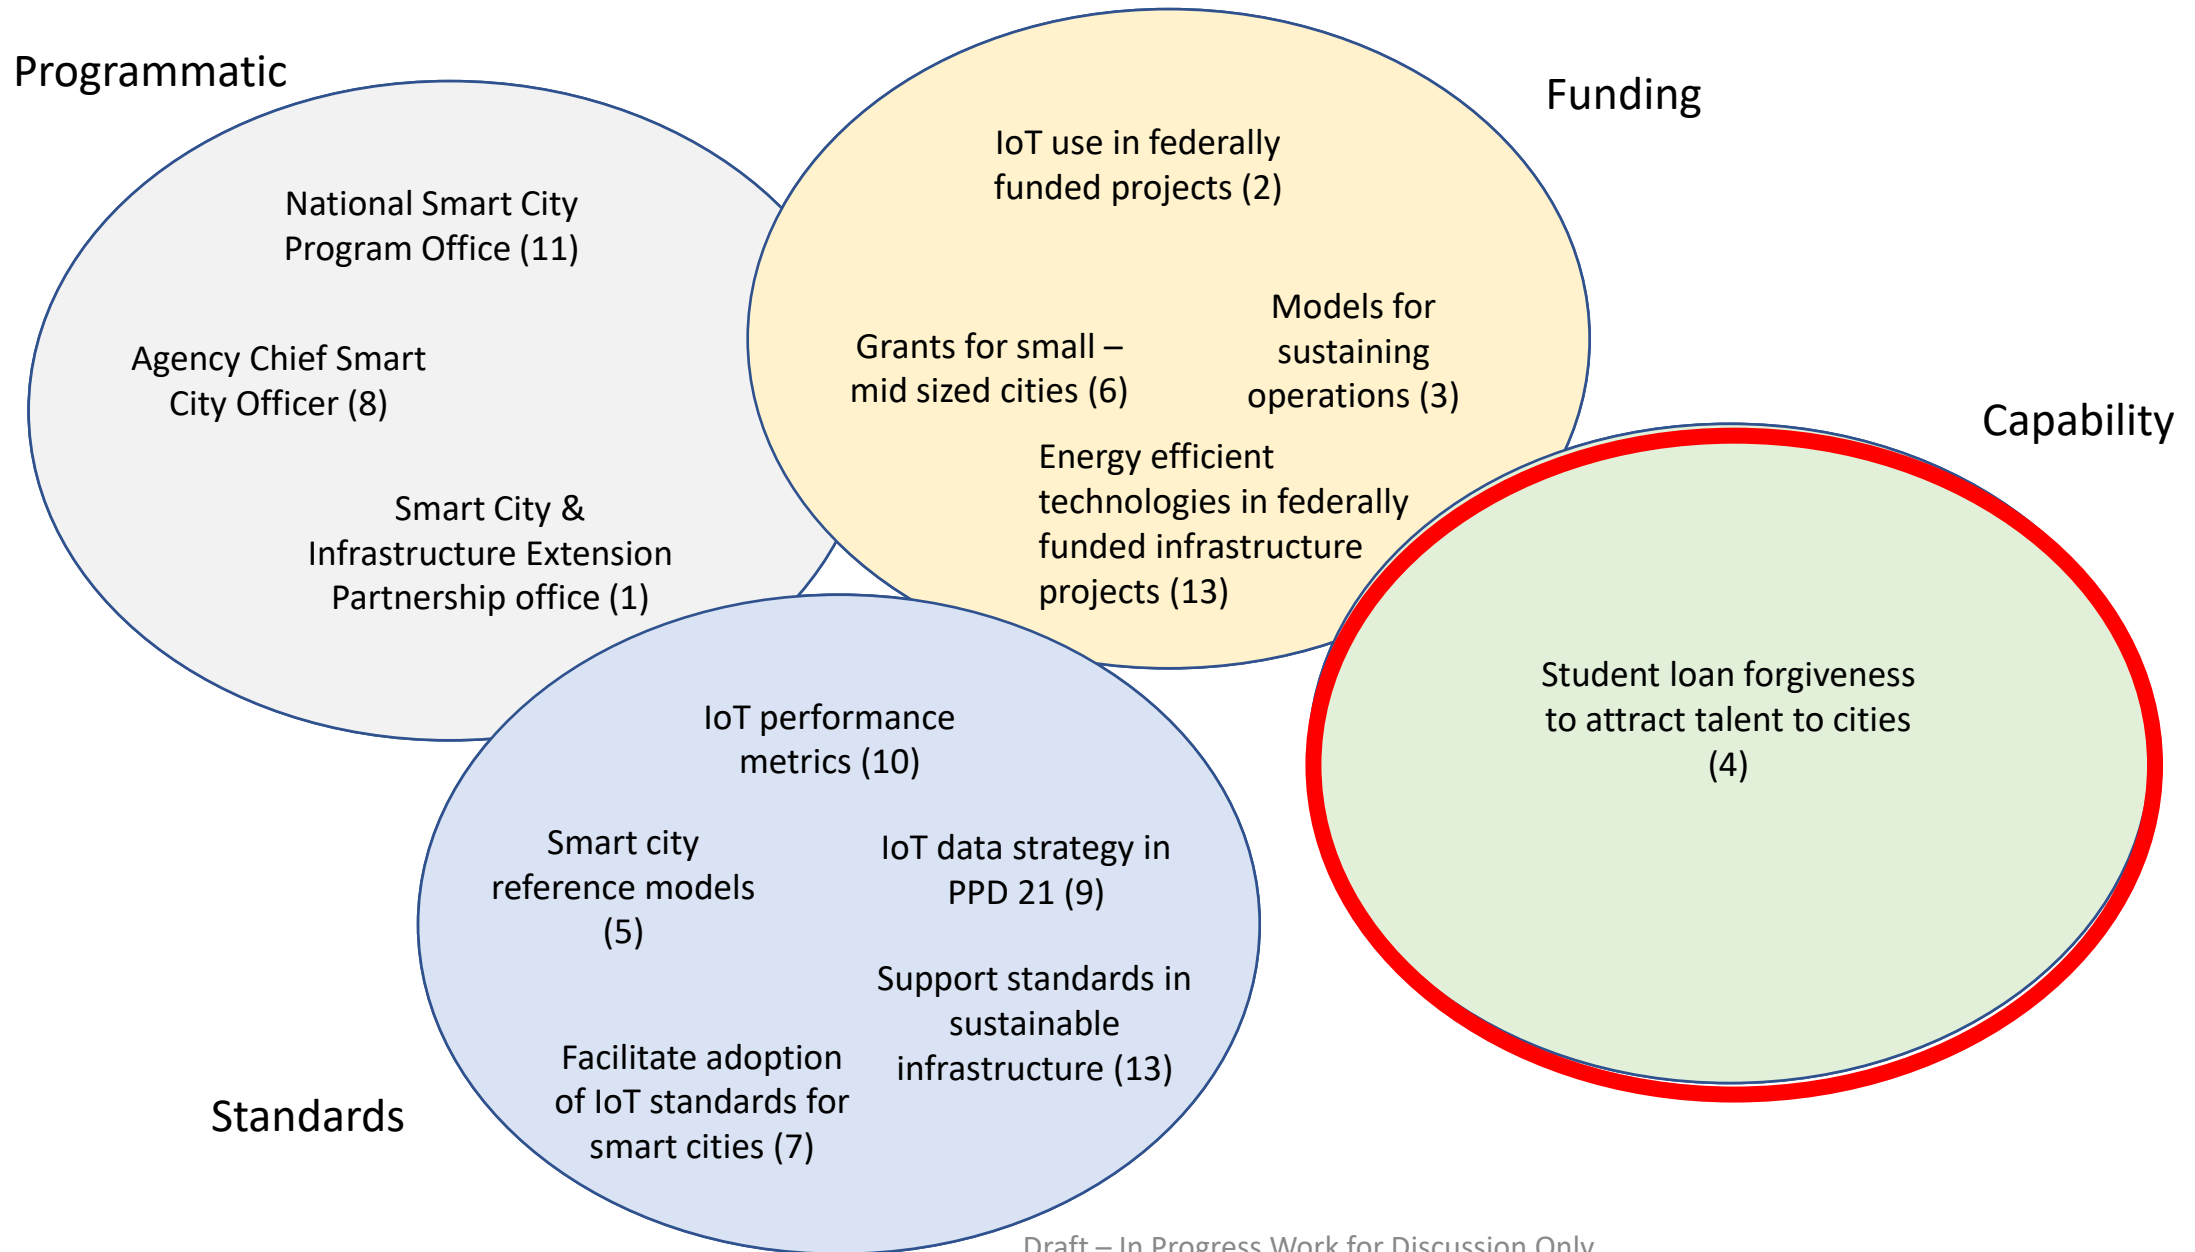 Programmatic
National Smart City
Program Office (11)
Agency Chief Smart
City Officer (8)
Smart City &
Infrastructure Extension
Partnership office (1)
Funding
IoT use in federally
funded projects (2)
Grants for small –
mid sized cities (6)
Models for
sustaining
operations (3)
Energy efficient
technologies in federally
funded infrastructure
projects (13)
Capability
Student loan forgiveness
to attract talent to cities
(4)
Standards
IoT performance
metrics (10)
Smart city
reference models
(5)
IoT data strategy in
PPD 21 (9)
Support standards in
sustainable
infrastructure (13)
Facilitate adoption
of IoT standards for
smart cities (7)
Draft – In Progress Work for Discussion Only